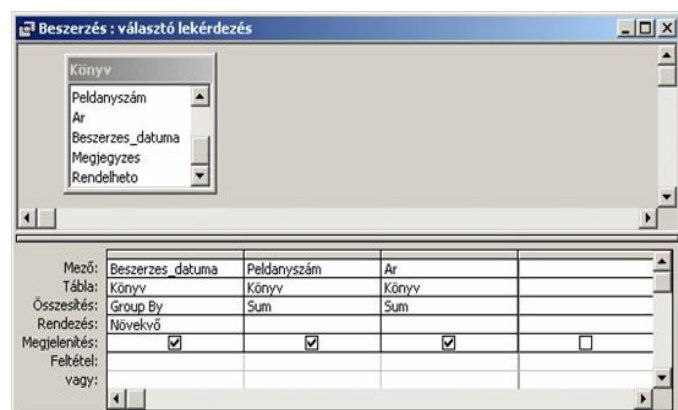 Beszerzés : választó lekérdezés
Könyv
Peldanyszám
Ar
Beszerzes_datuma
Megjegyzes
Rendelheto
Mező: Beszerzes_datuma Peldanyszám Ar
Tábla: Könyv Könyv Könyv
Összesítés: Group By Sum Sum
Rendezés: Növekvő
Megjelenítés:
Feltétel:
vagy: